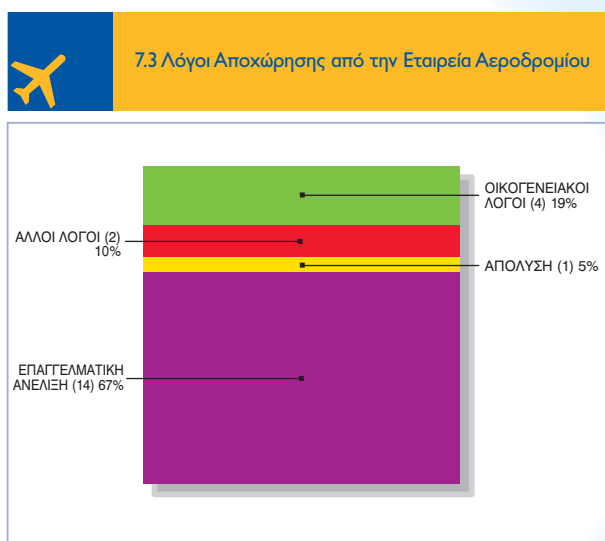 7.3 Λόγοι Αποχώρησης από την Εταιρεία Αεροδρομίου
ΟΙΚΟΓΕΝΕΙΑΚΟΙ
ΛΟΓΟΙ (4) 19%
ΑΛΛΟΙ ΛΟΓΟΙ (2)
10%
ΑΠΟΛΥΣΗ (1) 5%
ΕΠΑΓΓΕΛΜΑΤΙΚΗ
ΑΝΕΛΙΞΗ (14) 67%